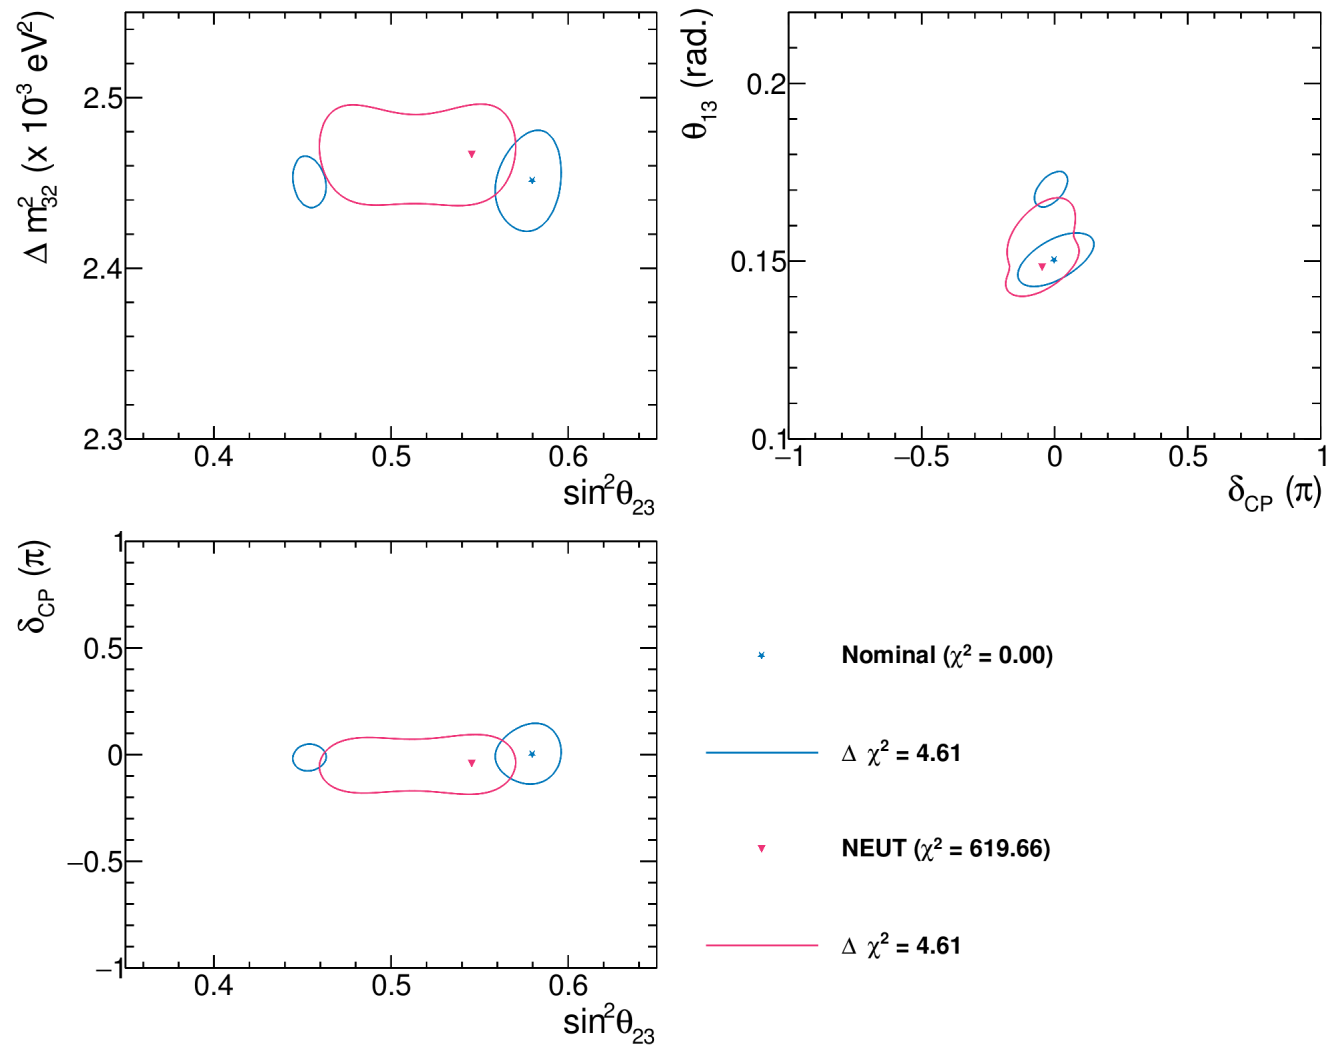 Δ m²₃₂ (x 10⁻³ eV²)
2.5
2.4
2.3
0.4 0.5 0.6
sin²θ₂₃
θ₁₃ (rad.)
0.2
0.15
0.1
−1 −0.5 0 0.5 1
δCP (π)
δCP (π)
1
0.5
0
−0.5
−1
0.4 0.5 0.6
sin²θ₂₃
Nominal (χ² = 0.00)
Δ χ² = 4.61
NEUT (χ² = 619.66)
Δ χ² = 4.61